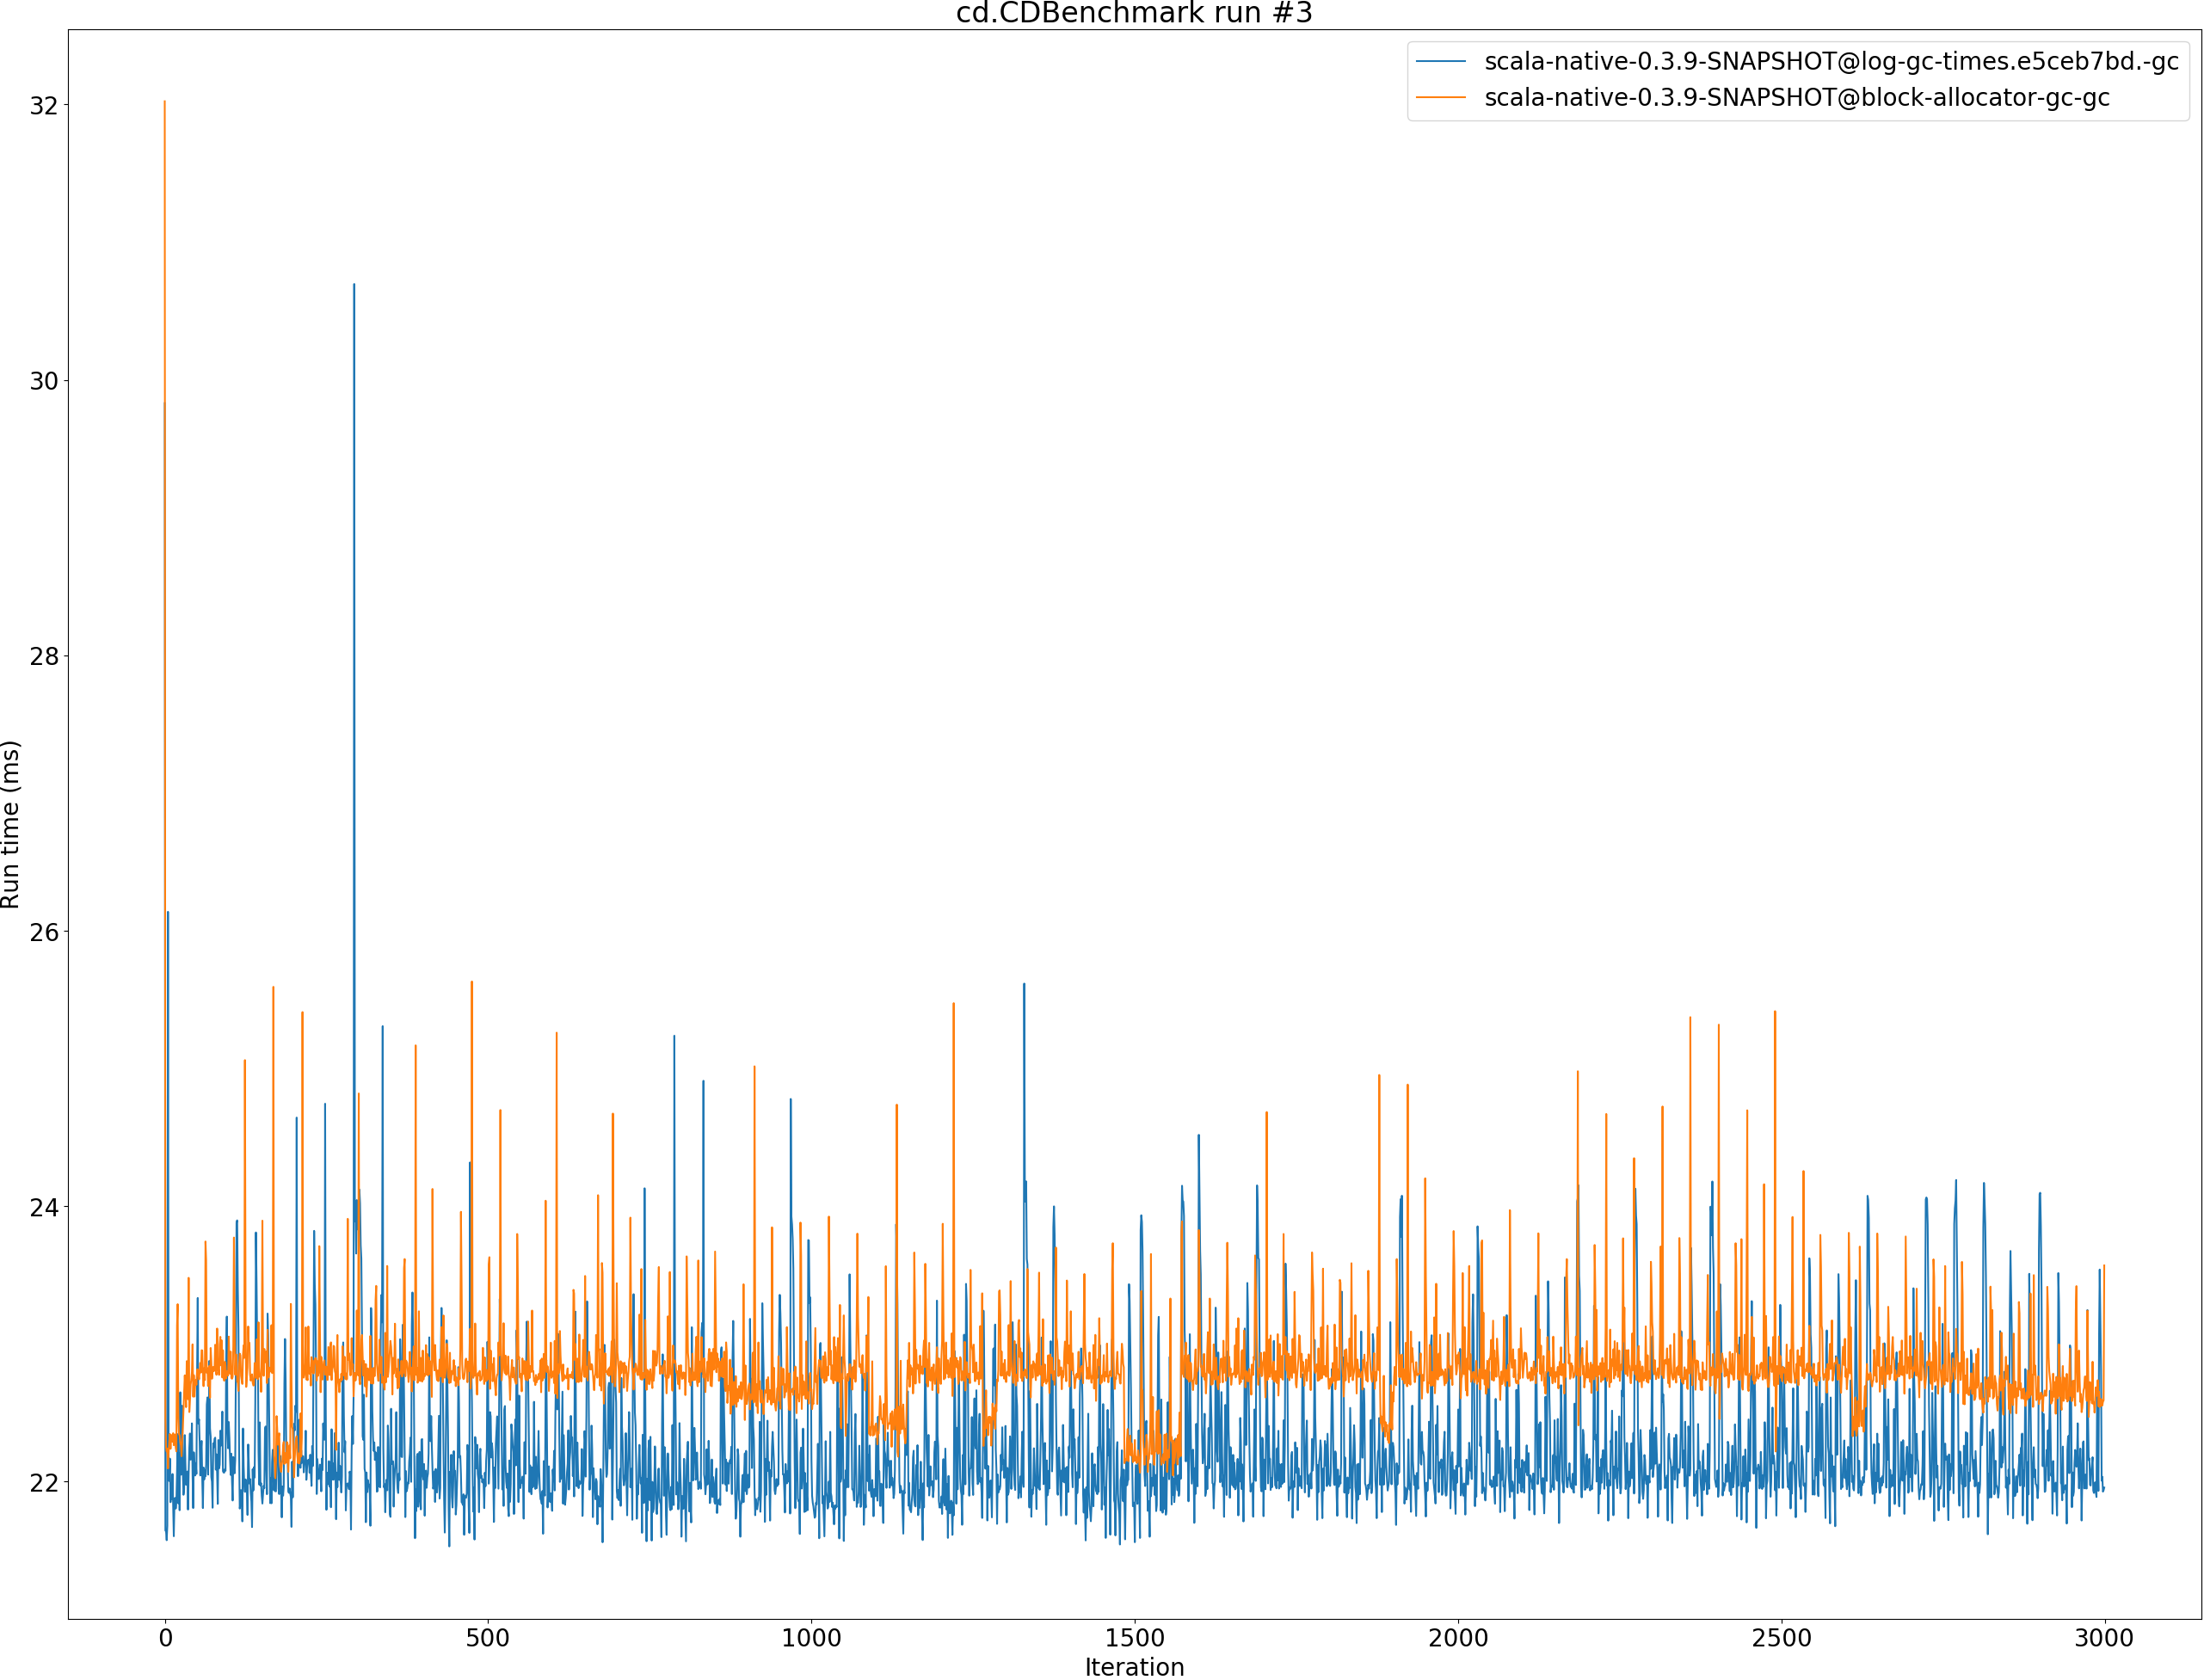 cd.CDBenchmark run #3
scala-native-0.3.9-SNAPSHOT@log-gc-times.e5ceb7bd.-gc
scala-native-0.3.9-SNAPSHOT@block-allocator-gc-gc
Run time (ms)
32
30
28
26
24
22
0 500 1000 1500 2000 2500 3000
Iteration